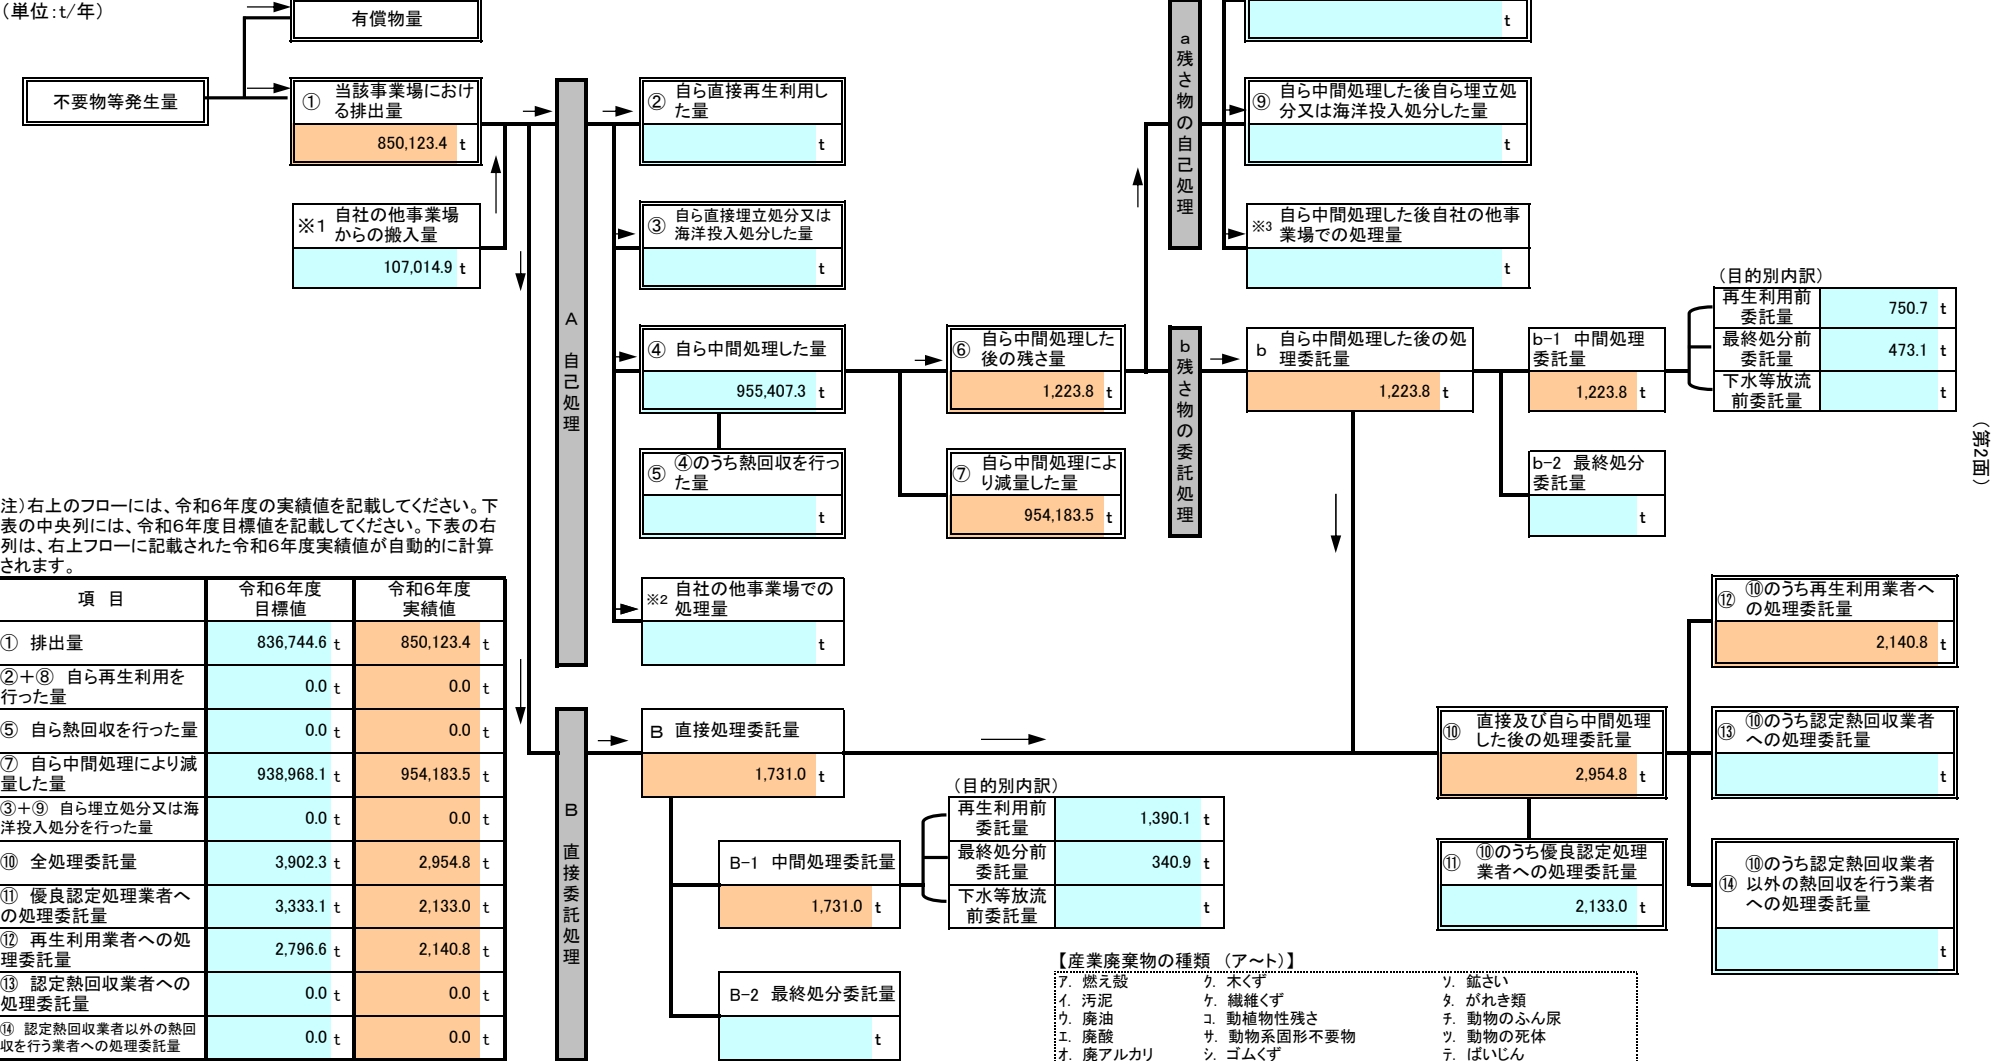 (単位:t/年)
有償物量
不要物等発生量
① 当該事業場におけ
る排出量
850,123.4 t
※1 自社の他事業場
からの搬入量
107,014.9 t
A 自己処理
② 自ら直接再生利用し
た量
t
③ 自ら直接埋立処分又は
海洋投入処分した量
t
④ 自ら中間処理した量
955,407.3 t
⑤ ④のうち熱回収を行っ
た量
t
※2 自社の他事業場での
処理量
t
⑥ 自ら中間処理した
後の残さ量
1,223.8 t
⑦ 自ら中間処理によ
り減量した量
954,183.5 t
a 残さ物の自己処理
t
⑨ 自ら中間処理した後自ら埋立処
分又は海洋投入処分した量
t
※3 自ら中間処理した後自社の他事
業場での処理量
t
b 残さ物の委託処理
b 自ら中間処理した後の処
理委託量
1,223.8 t
b-1 中間処理
委託量
1,223.8 t
b-2 最終処分
委託量
t
(目的別内訳)
再生利用前
委託量
750.7 t
最終処分前
委託量
473.1 t
下水等放流
前委託量
t
(第2面)
注)右上のフローには、令和6年度の実績値を記載してください。下
表の中央列には、令和6年度目標値を記載してください。下表の右
列は、右上フローに記載された令和6年度実績値が自動的に計算
されます。
項 目
令和6年度
目標値
令和6年度
実績値
① 排出量
836,744.6 t
850,123.4 t
②+⑧ 自ら再生利用を
行った量
0.0 t
0.0 t
⑤ 自ら熱回収を行った量
0.0 t
0.0 t
⑦ 自ら中間処理により減
量した量
938,968.1 t
954,183.5 t
③+⑨ 自ら埋立処分又は海
洋投入処分を行った量
0.0 t
0.0 t
⑩ 全処理委託量
3,902.3 t
2,954.8 t
⑪ 優良認定処理業者へ
の処理委託量
3,333.1 t
2,133.0 t
⑫ 再生利用業者への処
理委託量
2,796.6 t
2,140.8 t
⑬ 認定熱回収業者への
処理委託量
0.0 t
0.0 t
⑭ 認定熱回収業者以外の熱回
収を行う業者への処理委託量
0.0 t
0.0 t
B 直接委託処理
B 直接処理委託量
1,731.0 t
B-1 中間処理委託量
1,731.0 t
B-2 最終処分委託量
t
(目的別内訳)
再生利用前
委託量
1,390.1 t
最終処分前
委託量
340.9 t
下水等放流
前委託量
t
⑩ 直接及び自ら中間処理
した後の処理委託量
2,954.8 t
⑪ ⑩のうち優良認定処理
業者への処理委託量
2,133.0 t
⑫ ⑩のうち再生利用業者へ
の処理委託量
2,140.8 t
⑬ ⑩のうち認定熱回収業者
への処理委託量
t
⑭ ⑩のうち認定熱回収業者
以外の熱回収を行う業者
への処理委託量
t
【産業廃棄物の種類 (ア~ト)】
ア. 燃え殻 ク. 木くず ソ. 鉱さい
イ. 汚泥 ケ. 繊維くず タ. がれき類
ウ. 廃油 コ. 動植物性残さ チ. 動物のふん尿
エ. 廃酸 サ. 動物系固形不要物 ツ. 動物の死体
オ. 廃アルカリ シ. ゴムくず テ. ばいじん